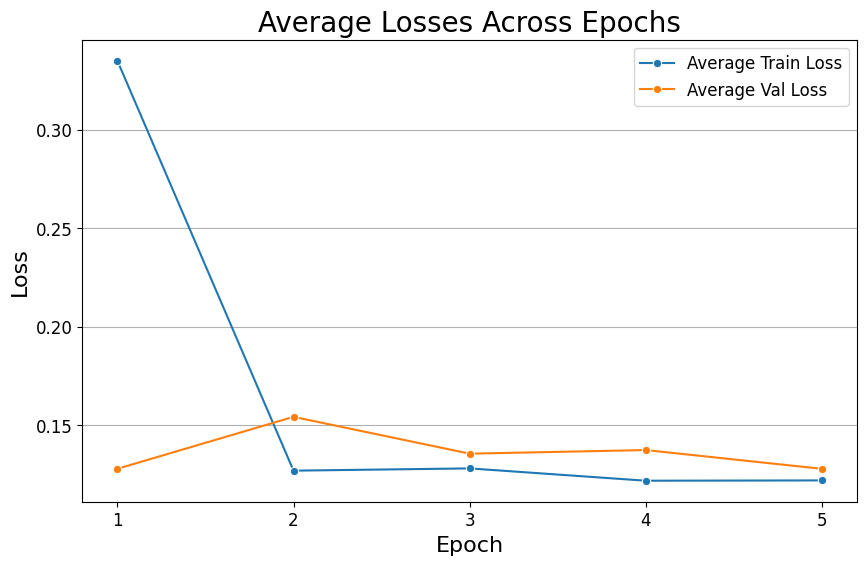 Average Losses Across Epochs
Average Train Loss
Average Val Loss
0.30
0.25
0.20
0.15
Loss
1 2 3 4 5
Epoch